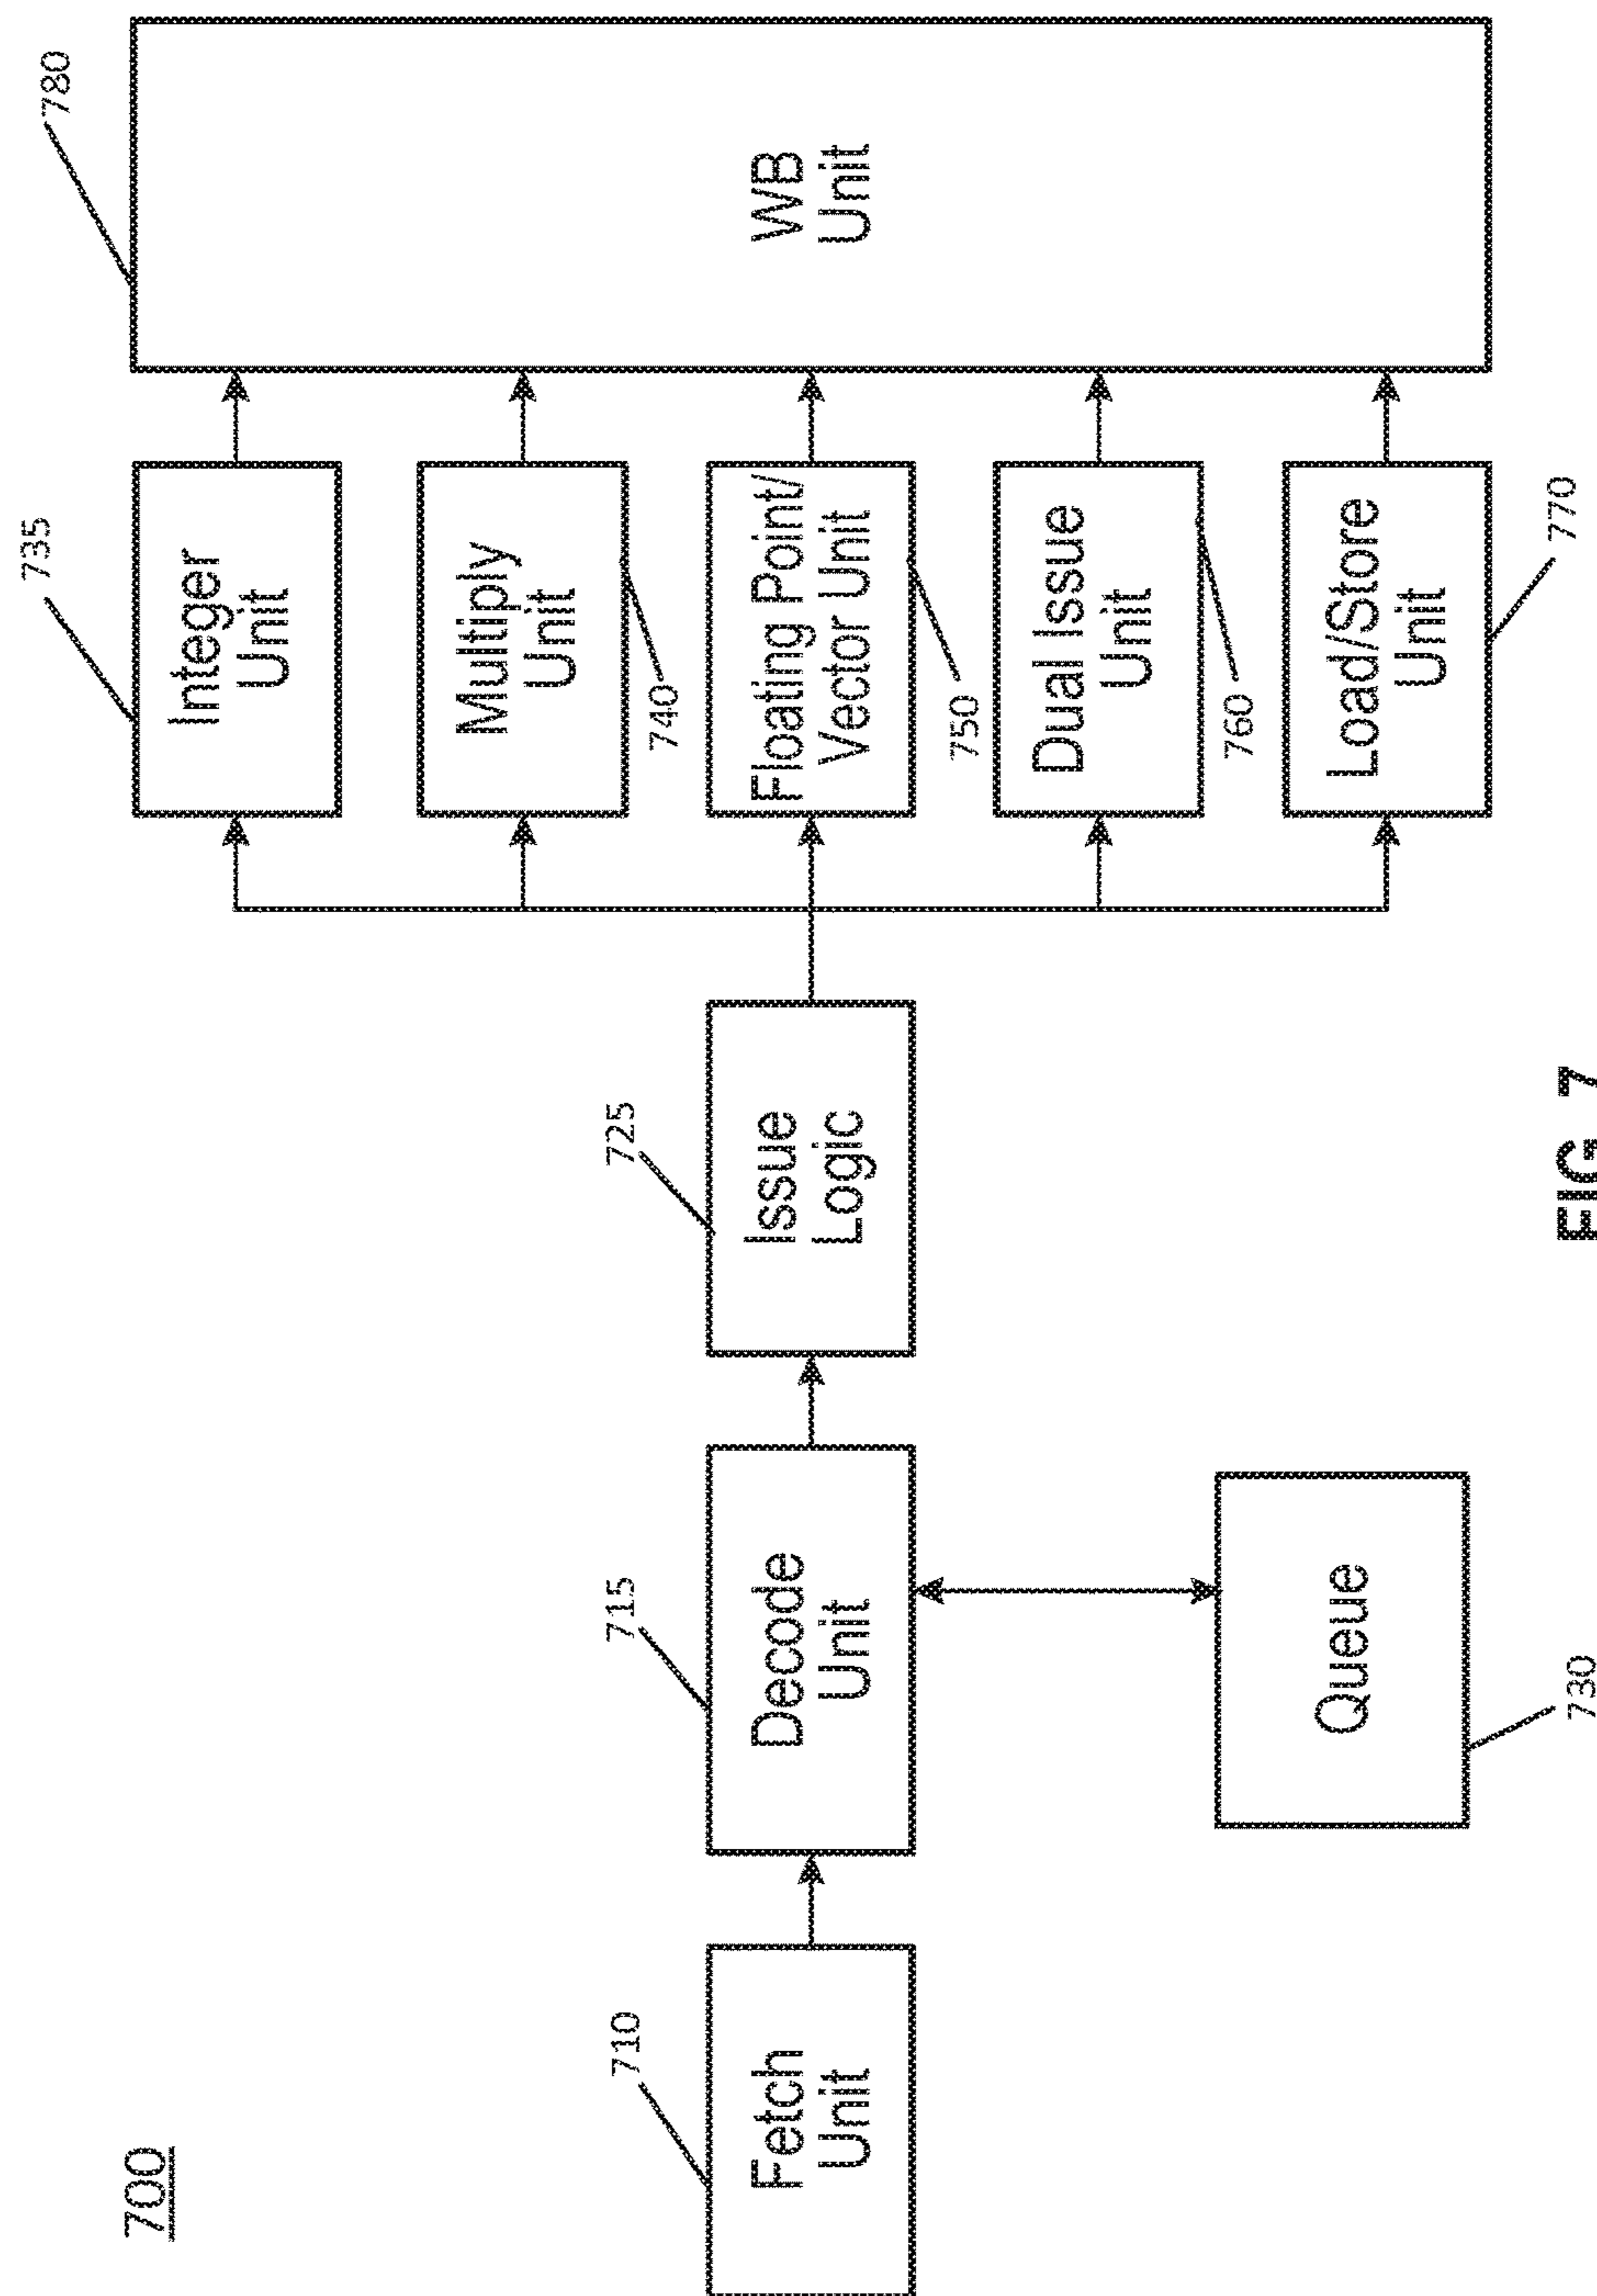 700
710
Fetch
Unit
715
Decode
Unit
Queue
730
725
Issue
Logic
735
Integer
Unit
Multiply
Unit
740
Floating Point/
Vector Unit
750
Dual Issue
Unit
760
Load/Store
Unit
770
780
WB
Unit
FIG. 7